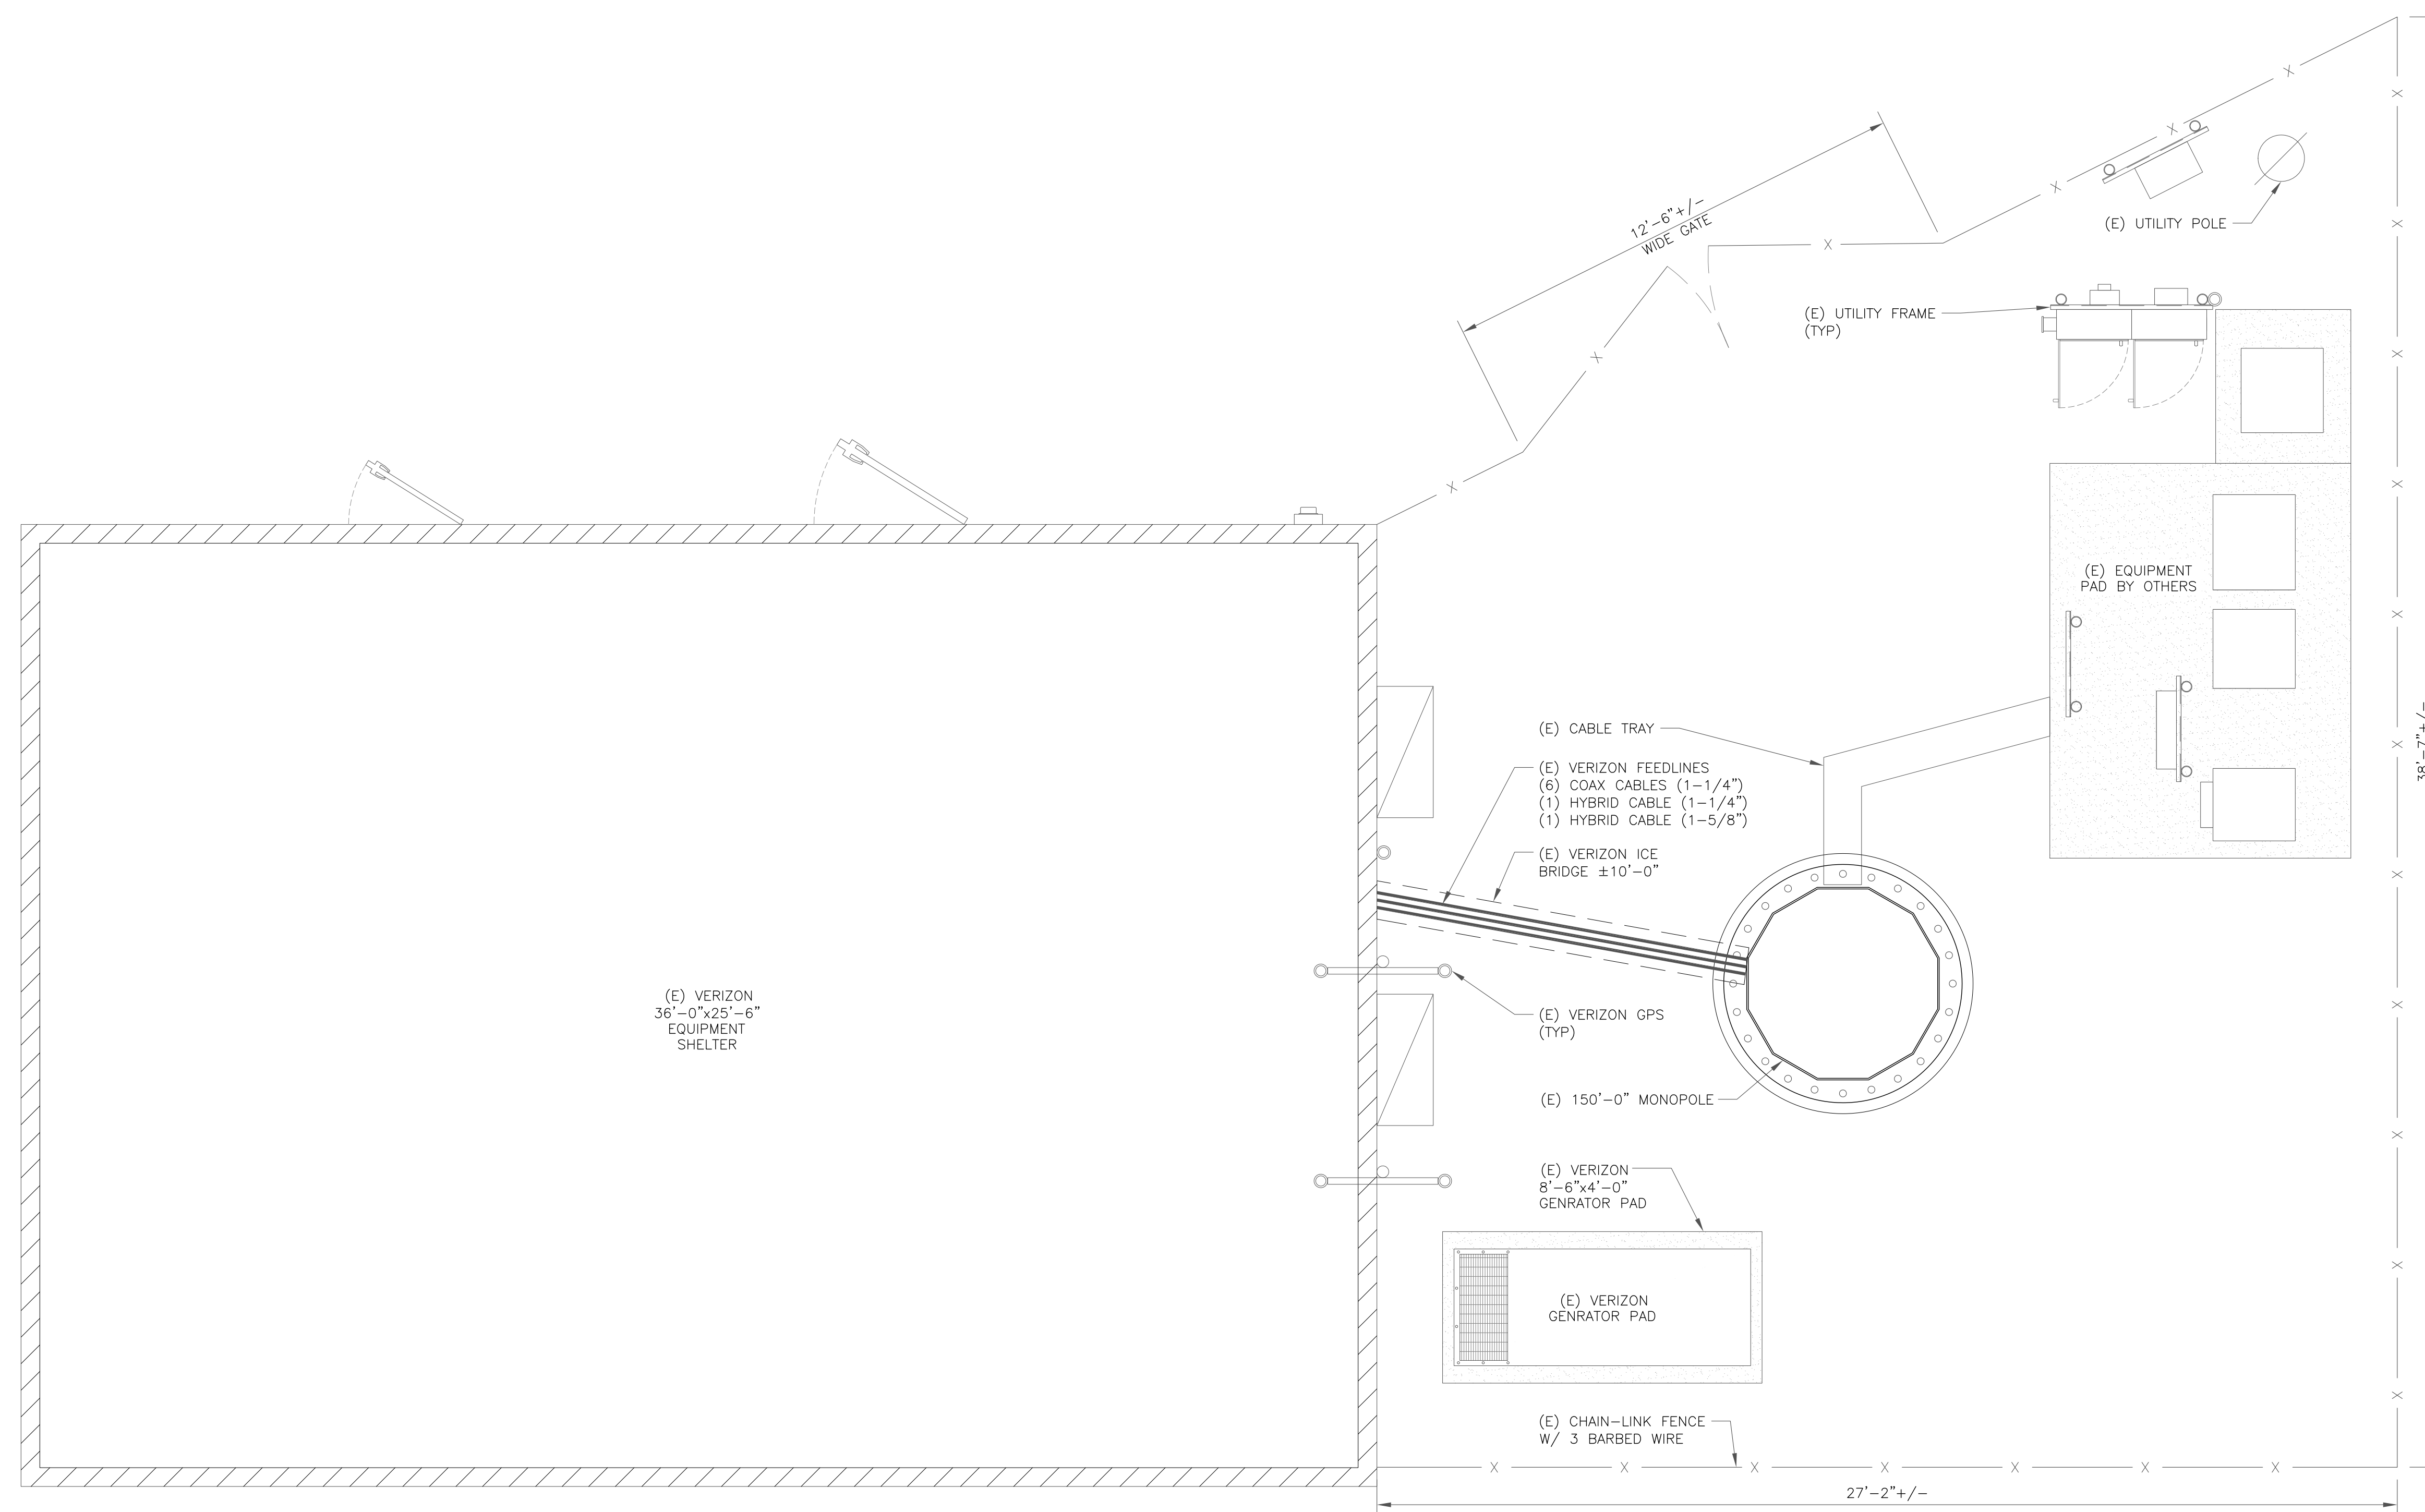 12'-6"+/-
WIDE GATE
(E) UTILITY POLE
(E) UTILITY FRAME
(TYP)
(E) EQUIPMENT
PAD BY OTHERS
38'-7"+/-
(E) CABLE TRAY
(E) VERIZON FEEDLINES
(6) COAX CABLES (1-1/4")
(1) HYBRID CABLE (1-1/4")
(1) HYBRID CABLE (1-5/8")
(E) VERIZON ICE
BRIDGE ±10'-0"
(E) VERIZON
36'-0"x25'-6"
EQUIPMENT
SHELTER
(E) VERIZON GPS
(TYP)
(E) 150'-0" MONOPOLE
(E) VERIZON
8'-6"x4'-0"
GENRATOR PAD
(E) VERIZON
GENRATOR PAD
(E) CHAIN-LINK FENCE
W/ 3 BARBED WIRE
27'-2"+/-